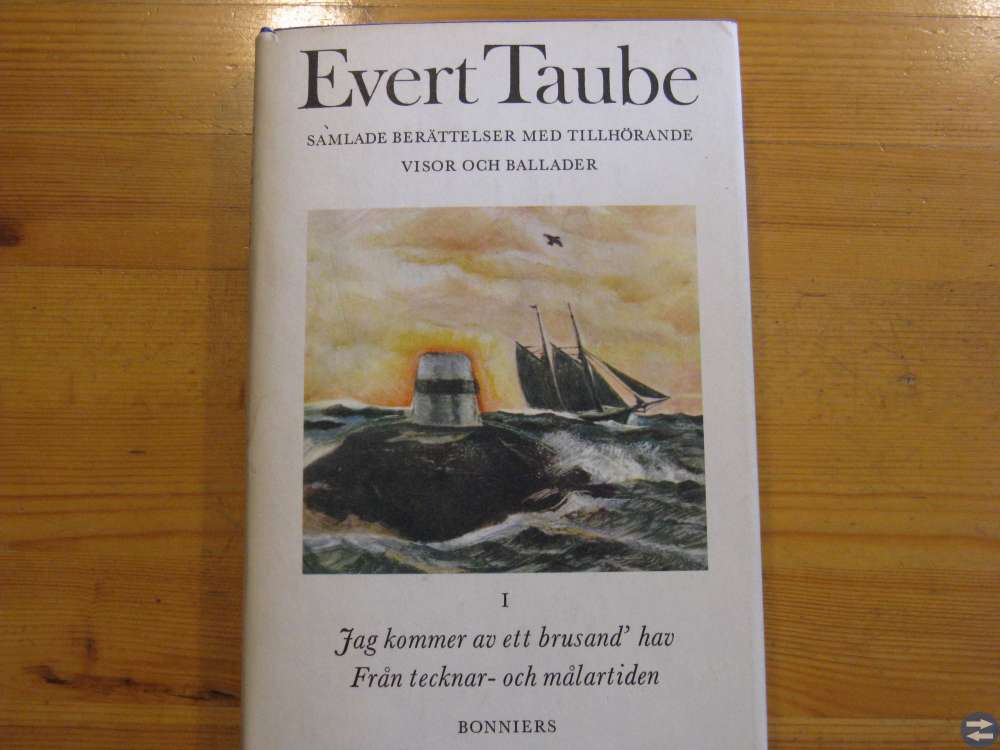 Evert Taube
SAMLADE BERÄTTELSER MED TILLHÖRANDE
VISOR OCH BALLADER
I
Jag kommer av ett brusand' hav
Från tecknar- och målartiden
BONNIERS